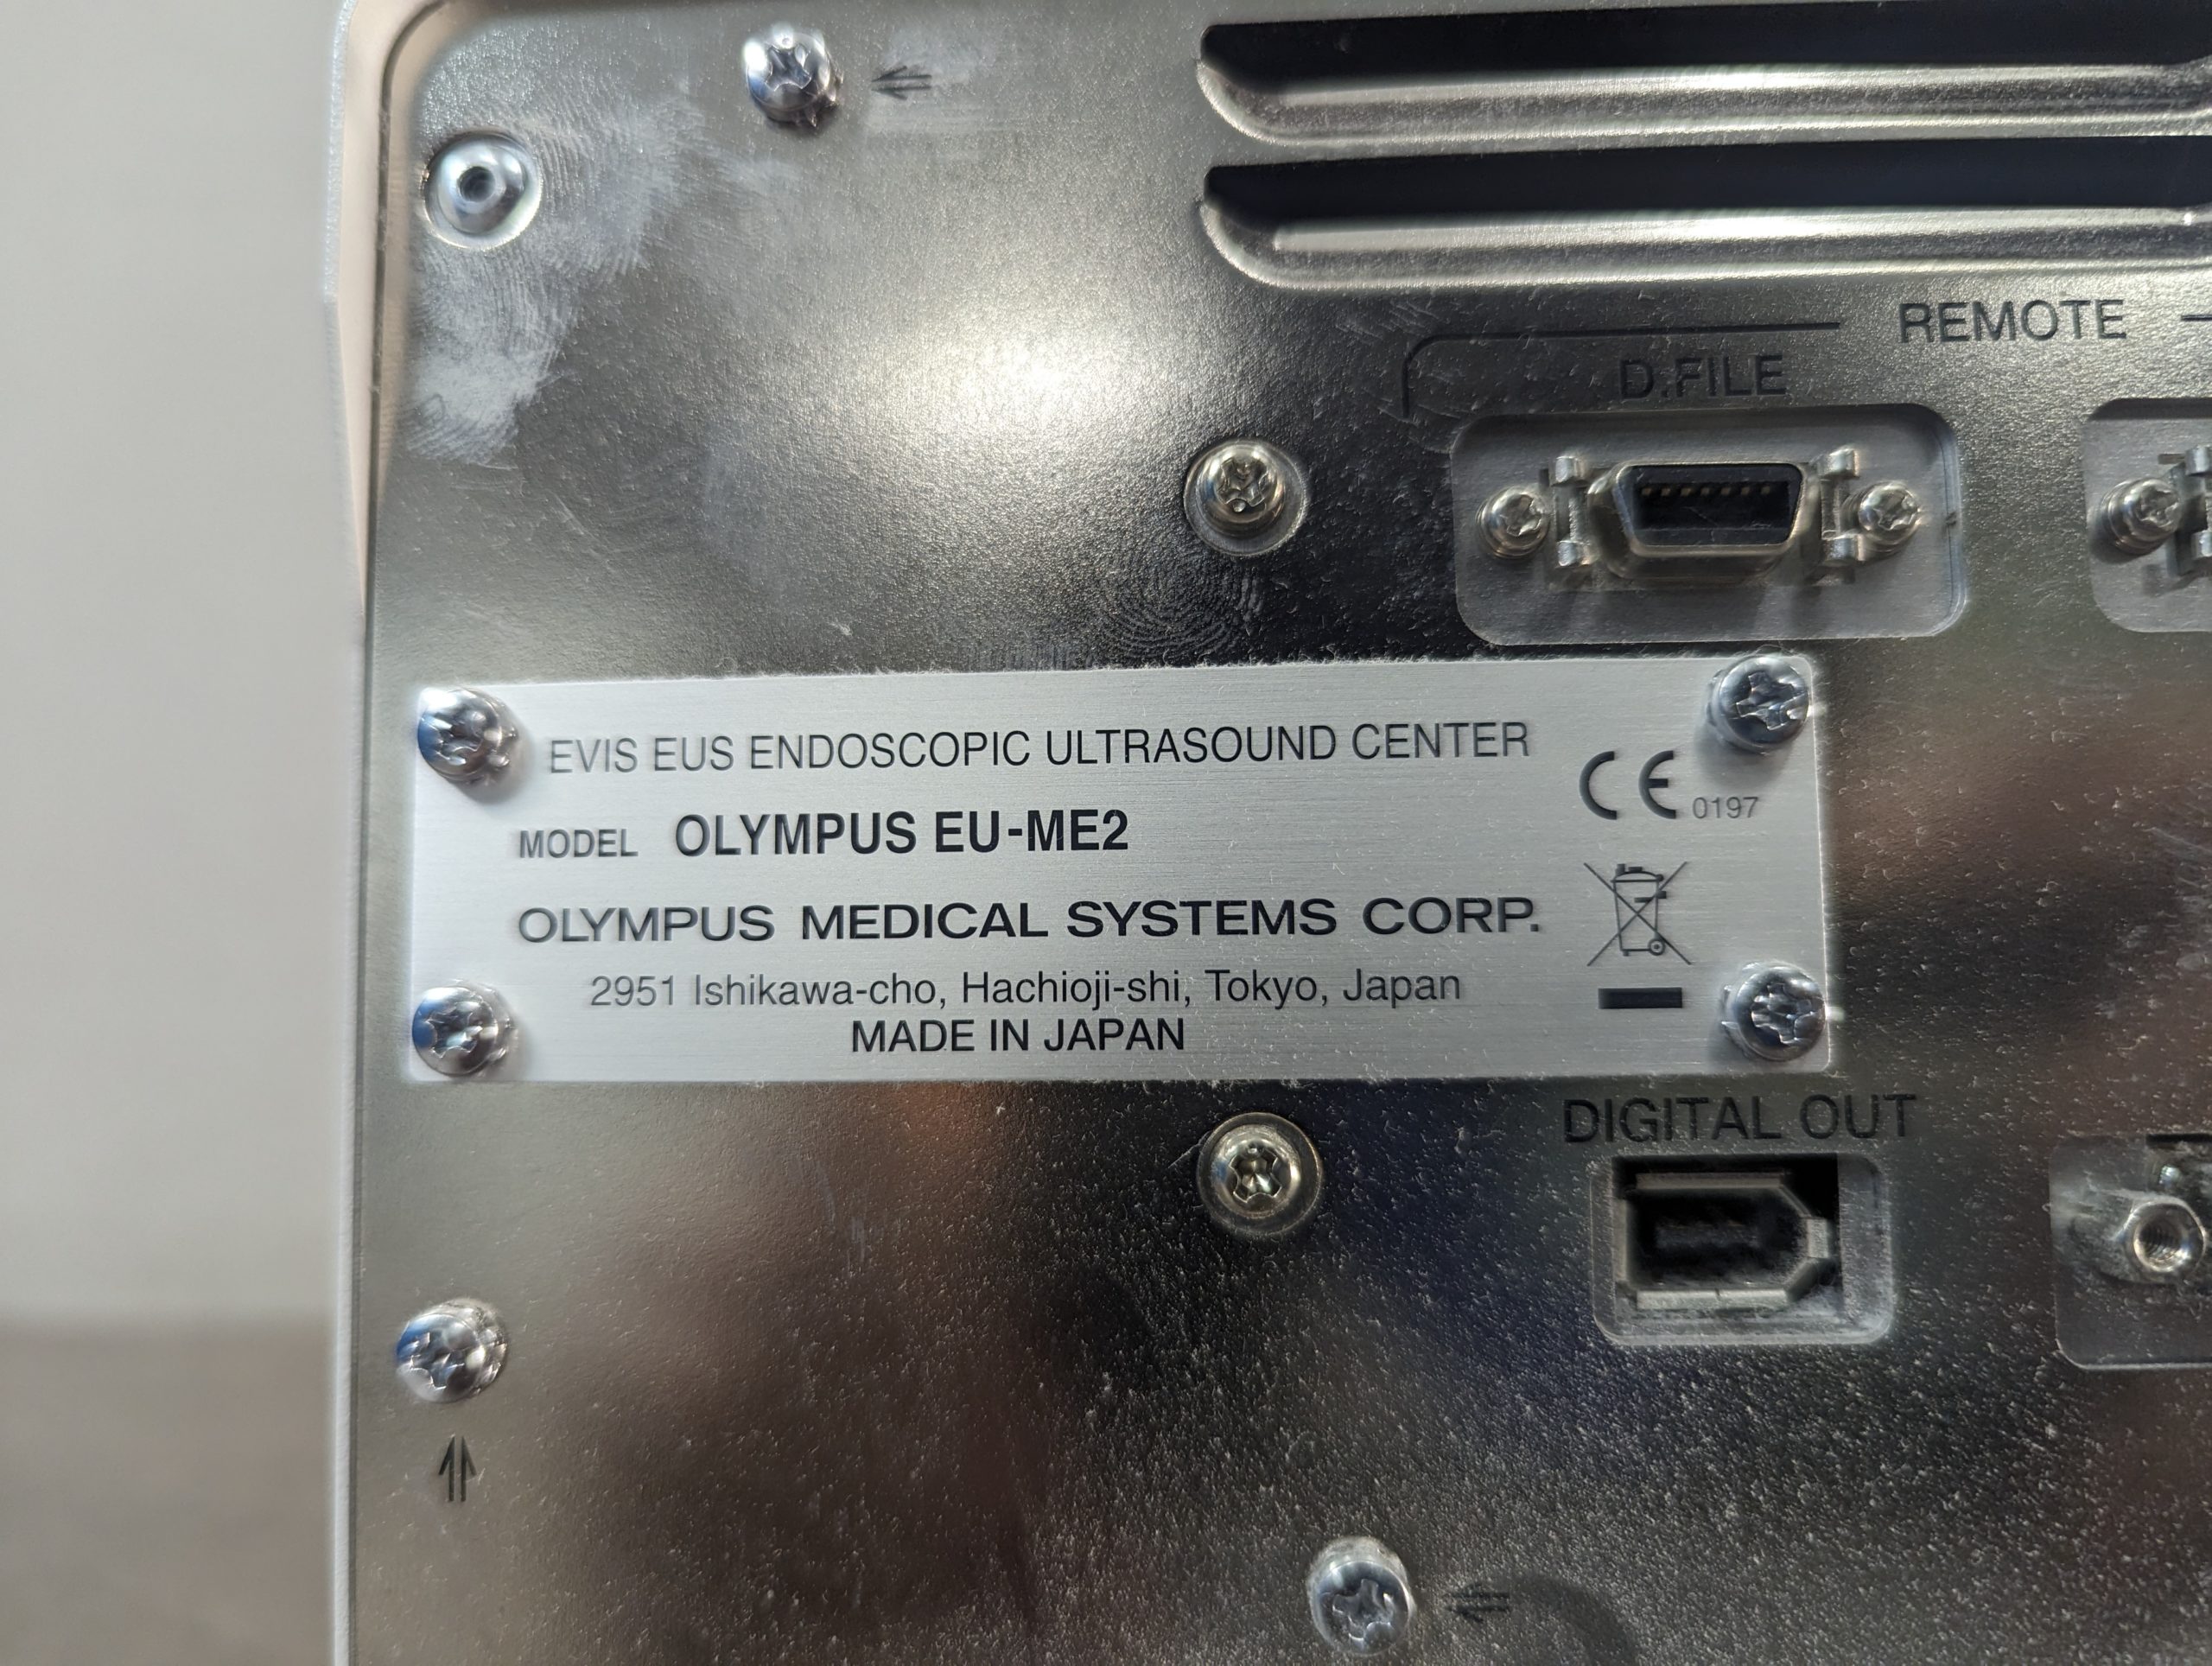 REMOTE
D.FILE
EVIS EUS ENDOSCOPIC ULTRASOUND CENTER
MODEL OLYMPUS EU-ME2
CE 0197
OLYMPUS MEDICAL SYSTEMS CORP.
2951 Ishikawa-cho, Hachioji-shi, Tokyo, Japan
MADE IN JAPAN
DIGITAL OUT